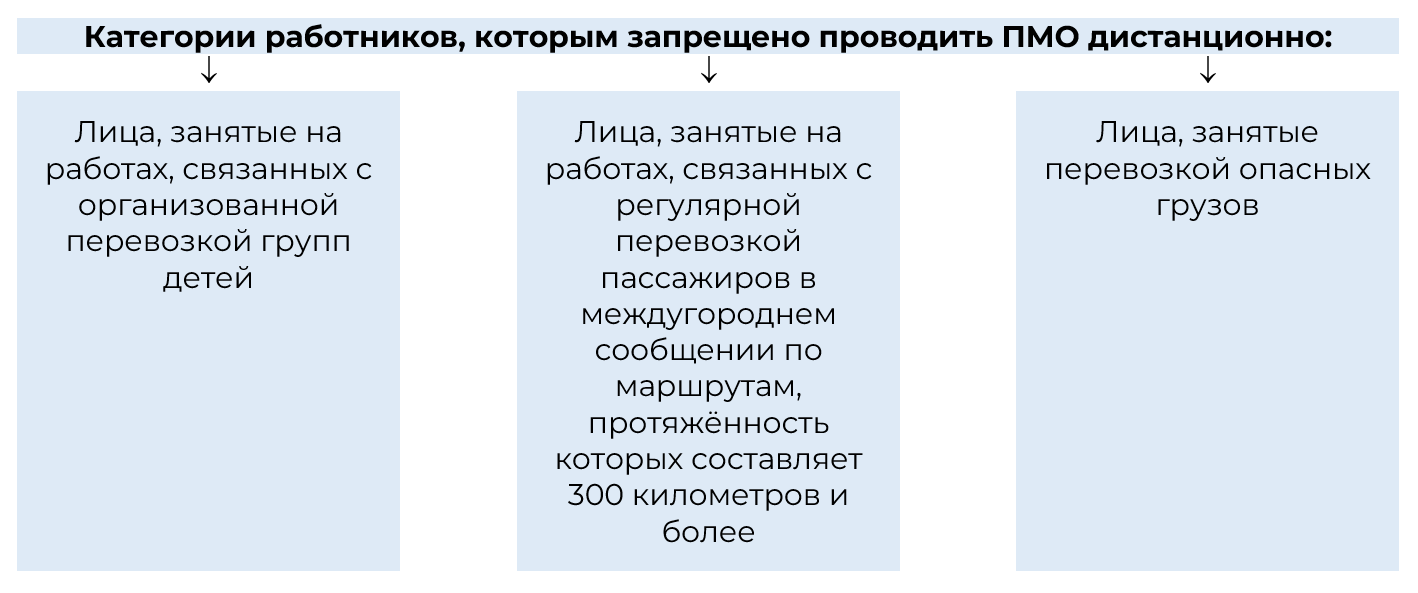 Категории работников, которым запрещено проводить ПМО дистанционно:
Лица, занятые на
работах, связанных с
организованной
перевозкой групп
детей
Лица, занятые на
работах, связанных с
регулярной
перевозкой
пассажиров в
междугороднем
сообщении по
маршрутам,
протяжённость
которых составляет
300 километров и
более
Лица, занятые
перевозкой опасных
грузов